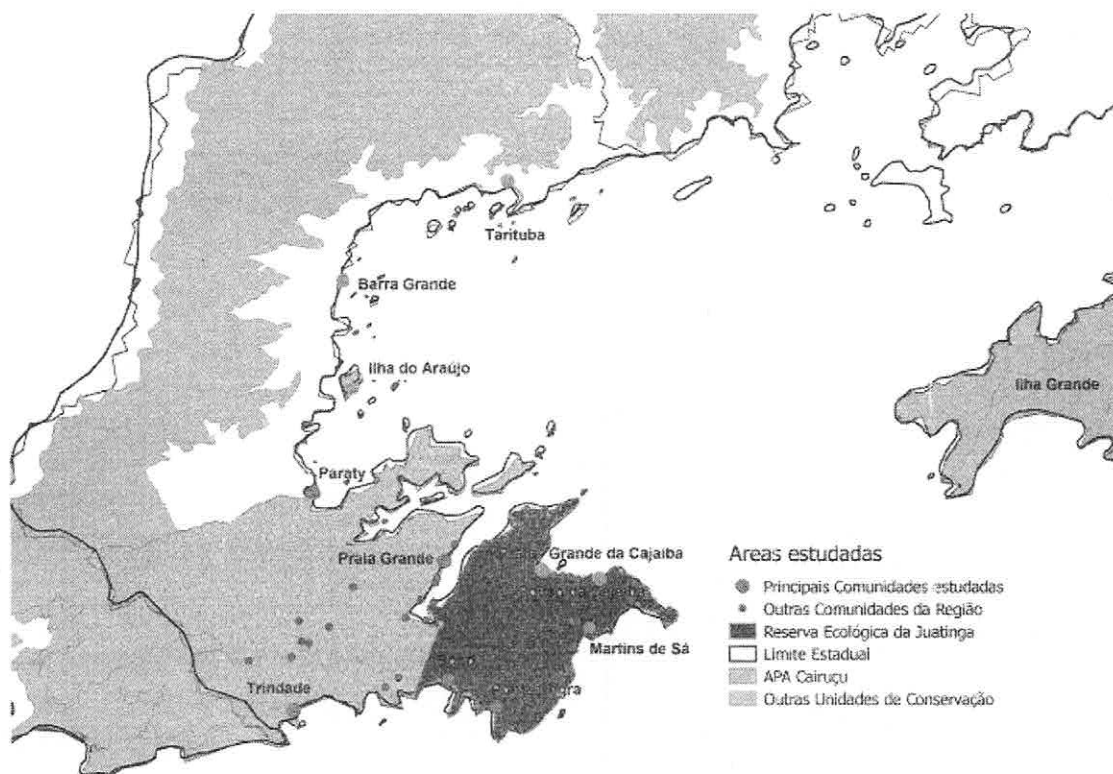 Tarituba
Barra Grande
Ilha do Araújo
Ilha Grande
Paraty
Praia Grande
Grande da Cajaiba
Martins de Sá
Trindade
Areas estudadas
Principais Comunidades estudadas
Outras Comunidades da Região
Reserva Ecológica da Juatinga
Limite Estadual
APA Cairuçu
Outras Unidades de Conservação